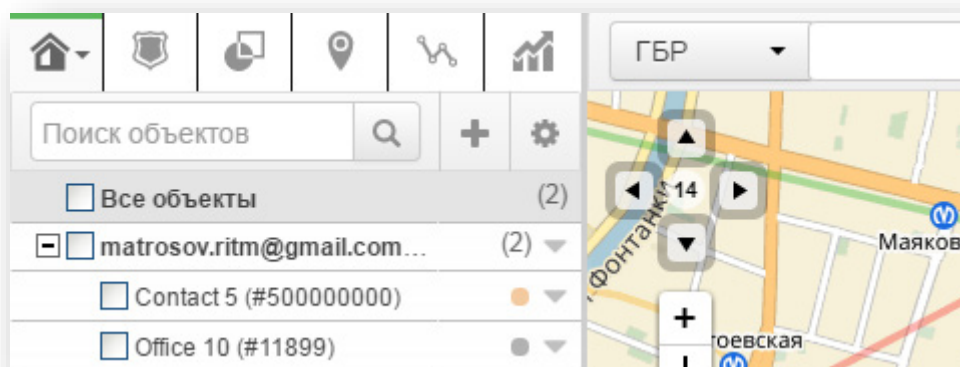 ГБР
Поиск объектов
Все объекты (2)
matrosov.ritm@gmail.com... (2)
Contact 5 (#500000000)
Office 10 (#11899)
14
Фонтанки
Маяков
тоевская